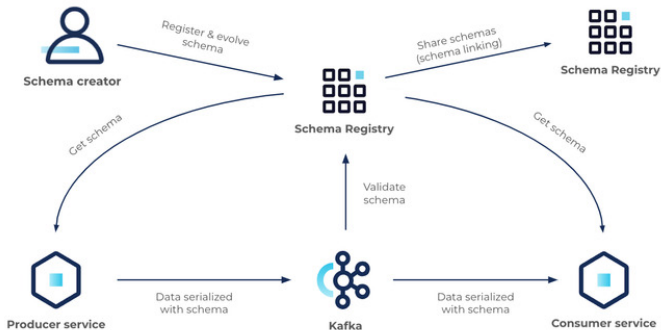 Register & evolve
schema
Share schemas
(schema linking)
Schema creator
Schema Registry
Schema Registry
Get schema
Get schema
Validate
schema
Data serialized
with schema
Data serialized
with schema
Producer service
Kafka
Consumer service